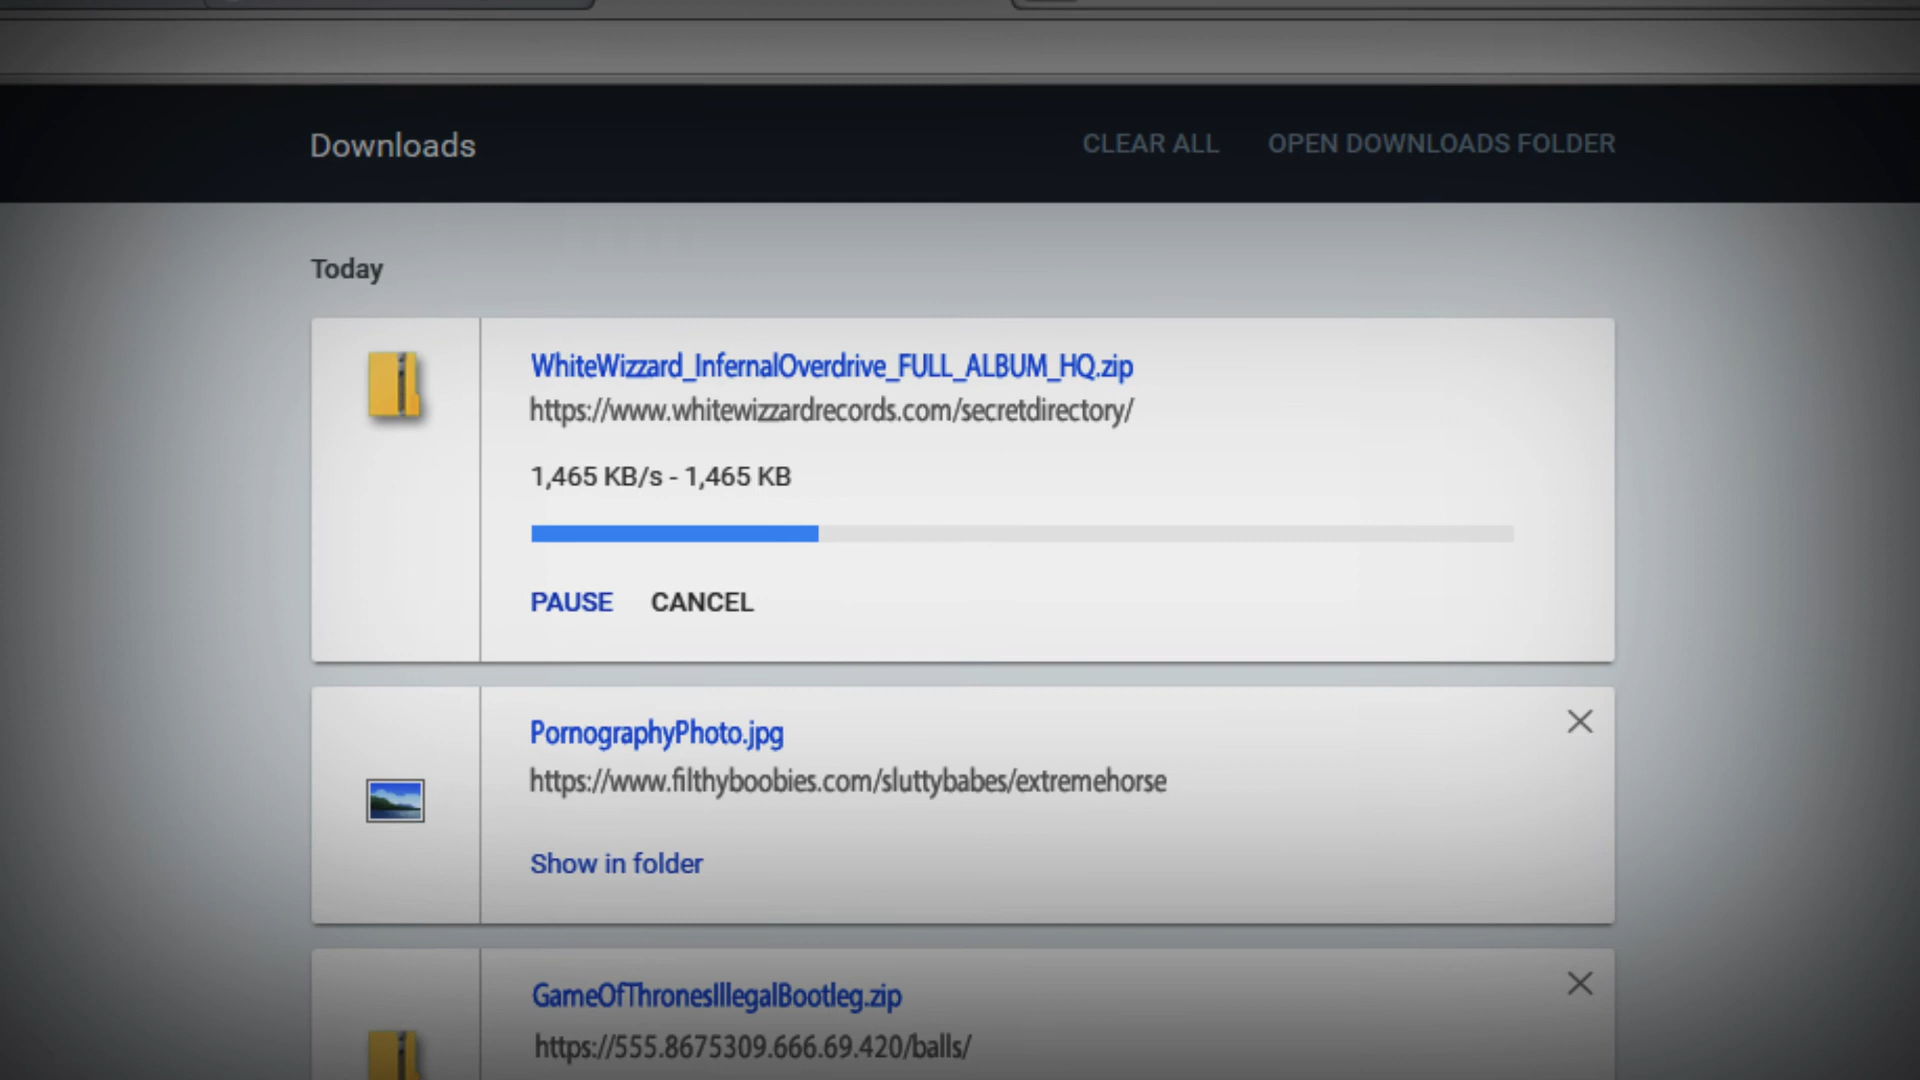 Downloads
CLEAR ALL
OPEN DOWNLOADS FOLDER
Today
WhiteWizzard_InfernalOverdrive_FULL_ALBUM_HQ.zip
https://www.whitewizzardrecords.com/secretdirectory/
1,465 KB/s - 1,465 KB
PAUSE
CANCEL
PornographyPhoto.jpg
https://www.filthyboobies.com/sluttybabes/extremehorse
Show in folder
GameOfThronesIllegalBootleg.zip
https://555.8675309.666.69.420/balls/